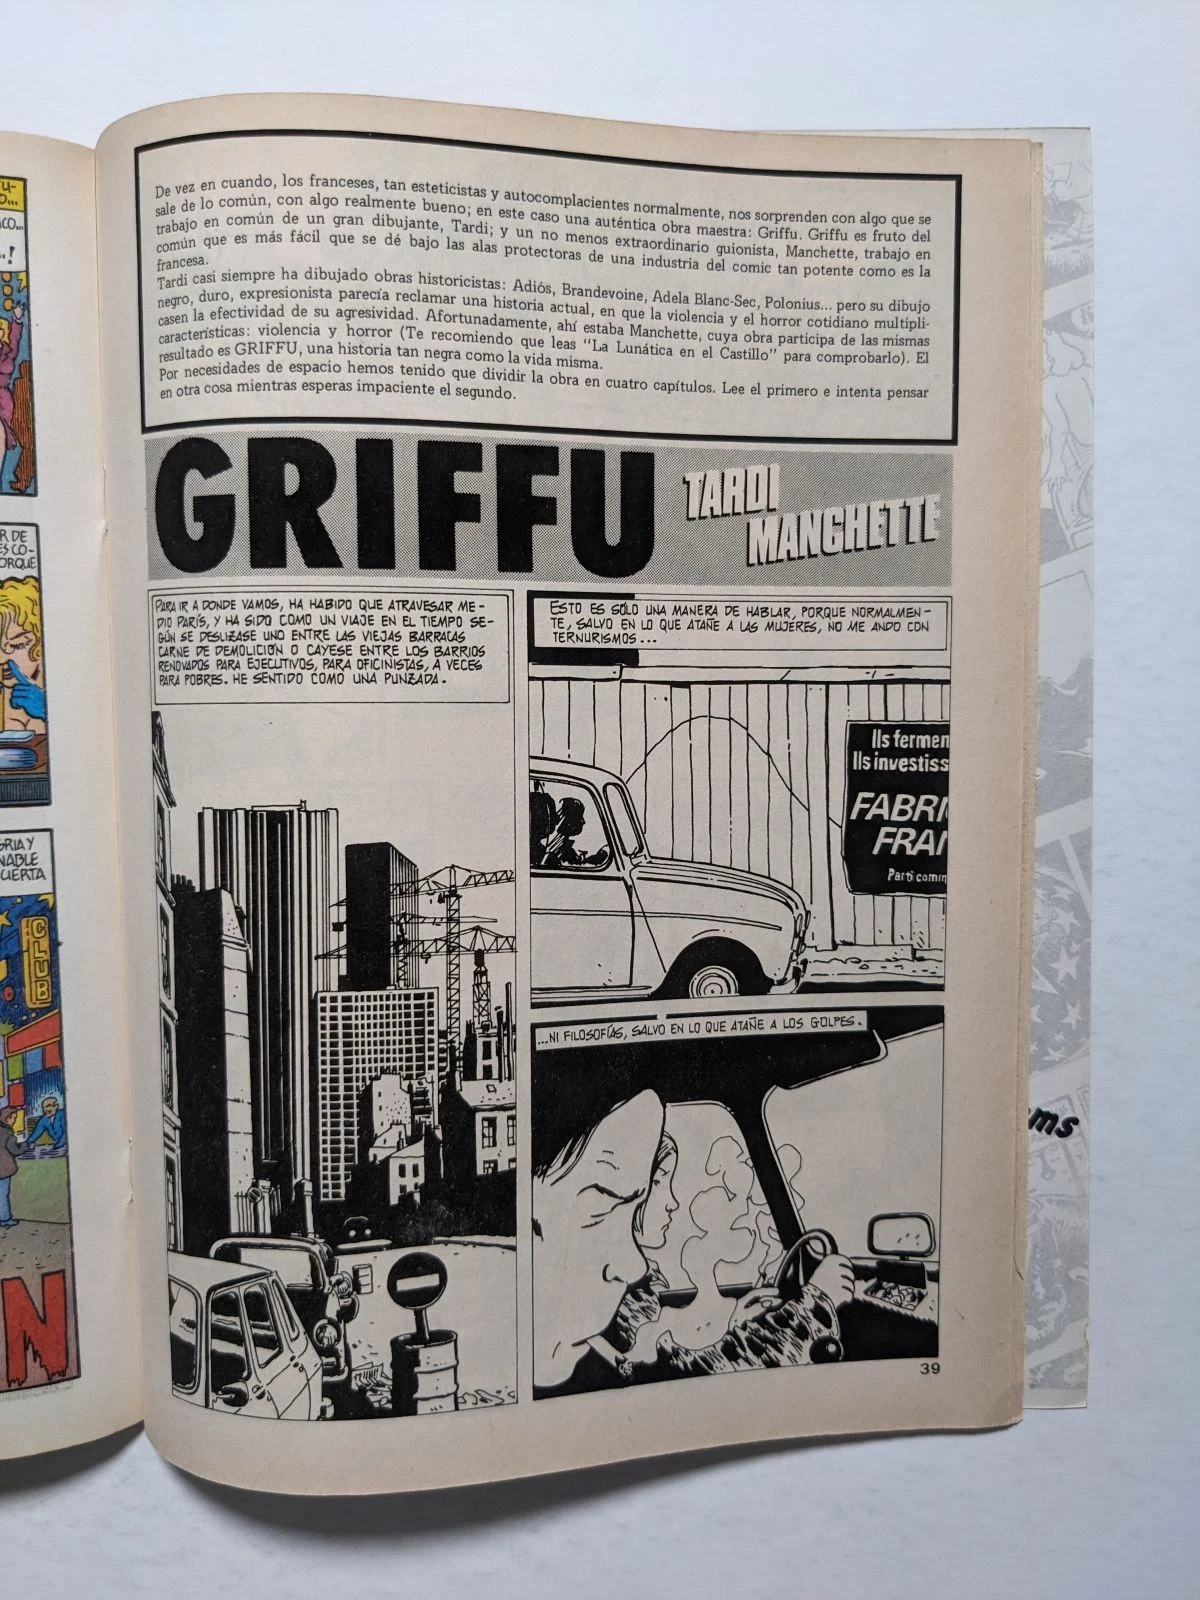 U-
O...
ACO...
..!
R DE
ES CO-
ORQUE
GRIA Y
NABLE
UERTA
CLUB
N
De vez en cuando, los franceses, tan esteticistas y autocomplacientes normalmente, nos sorprenden con algo que se
sale de lo común, con algo realmente bueno; en este caso una auténtica obra maestra: Griffu. Griffu es fruto del
trabajo en común de un gran dibujante, Tardi; y un no menos extraordinario guionista, Manchette, trabajo en
común que es más fácil que se dé bajo las alas protectoras de una industria del comic tan potente como es la
francesa.
Tardi casi siempre ha dibujado obras historicistas: Adiós, Brandevoine, Adela Blanc-Sec, Polonius... pero su dibujo
negro, duro, expresionista parecía reclamar una historia actual, en que la violencia y el horror cotidiano multipli-
casen la efectividad de su agresividad. Afortunadamente, ahí estaba Manchette, cuya obra participa de las mismas
características: violencia y horror (Te recomiendo que leas "La Lunática en el Castillo" para comprobarlo). El
resultado es GRIFFU, una historia tan negra como la vida misma.
Por necesidades de espacio hemos tenido que dividir la obra en cuatro capítulos. Lee el primero e intenta pensar
en otra cosa mientras esperas impaciente el segundo.
GRIFFU
TARDI
MANCHETTE
PARA IR A DONDE VAMOS, HA HABIDO QUE ATRAVESAR ME-
DIO PARÍS, Y HA SIDO COMO UN VIAJE EN EL TIEMPO SE-
GÚN SE DESLIZASE UNO ENTRE LAS VIEJAS BARRACAS
CARNE DE DEMOLICIÓN O CAYESE ENTRE LOS BARRIOS
RENOVADOS PARA EJECUTIVOS, PARA OFICINISTAS, A VECES
PARA POBRES. HE SENTIDO COMO UNA PUNZADA.
ESTO ES SÓLO UNA MANERA DE HABLAR, PORQUE NORMALMEN-
TE, SALVO EN LO QUE ATAÑE A LAS MUJERES, NO ME ANDO CON
TERNURISMOS...
Ils fermen
Ils investiss
FABRI
FRAN
Parti comm
...NI FILOSOFÍAS, SALVO EN LO QUE ATAÑE A LOS GOLPES.
39
oms